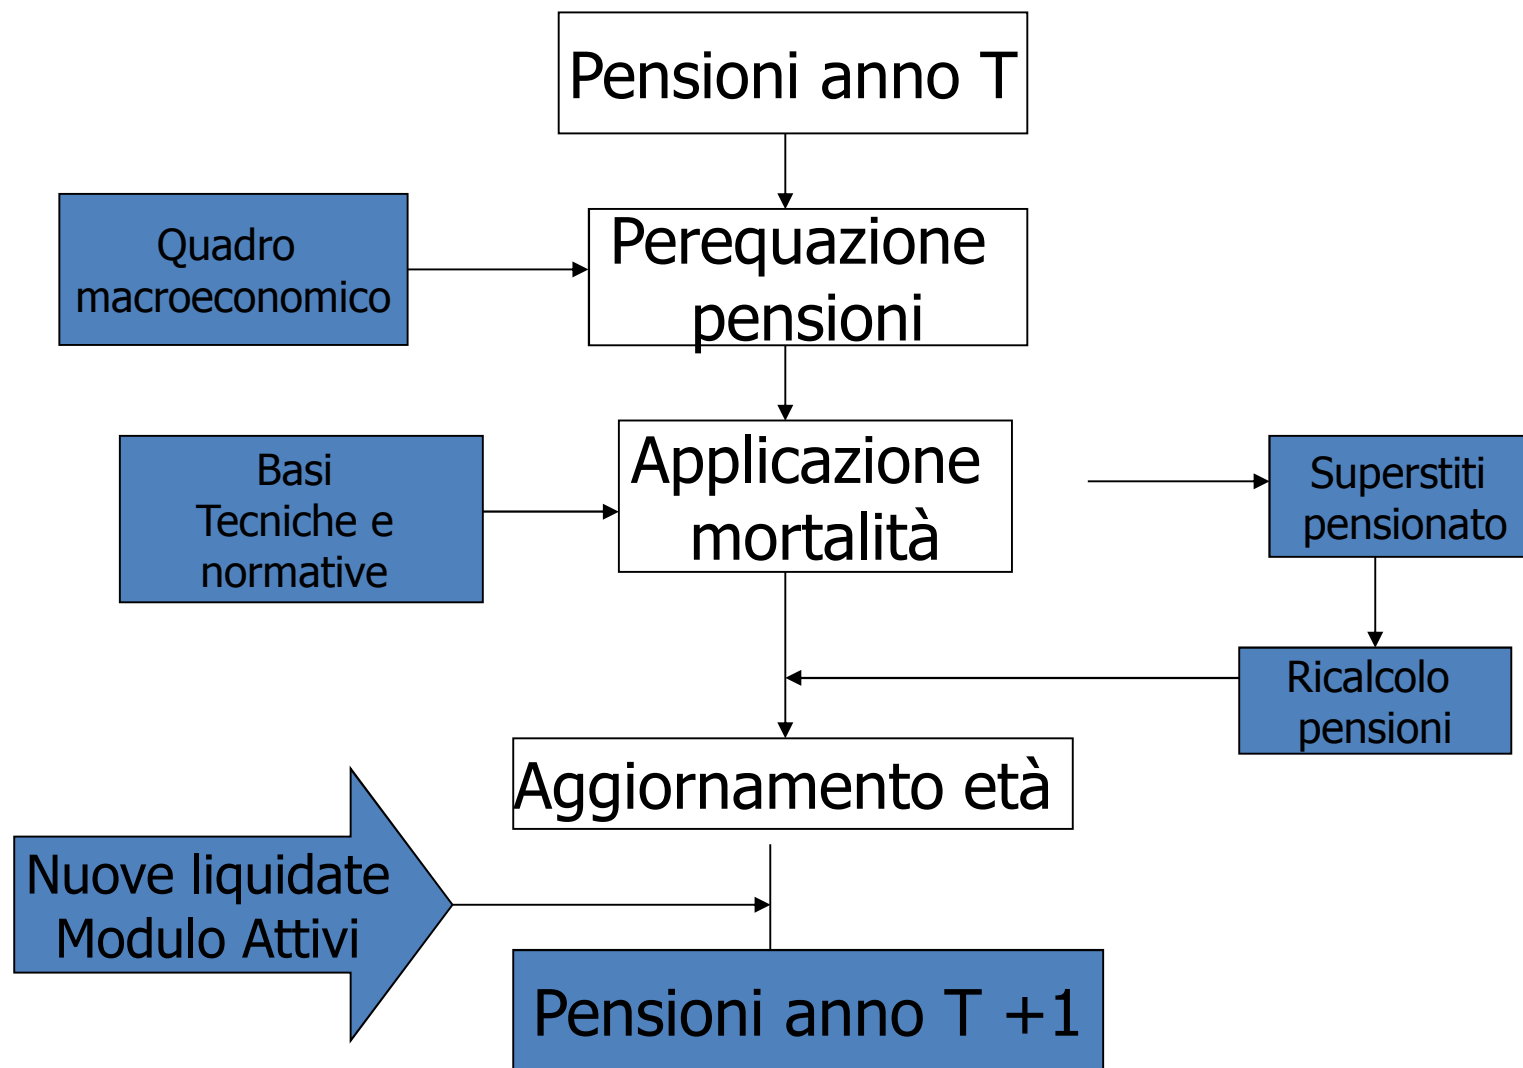 Pensioni anno T
Quadro
macroeconomico
Perequazione
pensioni
Basi
Tecniche e
normative
Applicazione
mortalità
Superstiti
pensionato
Ricalcolo
pensioni
Aggiornamento età
Nuove liquidate
Modulo Attivi
Pensioni anno T +1